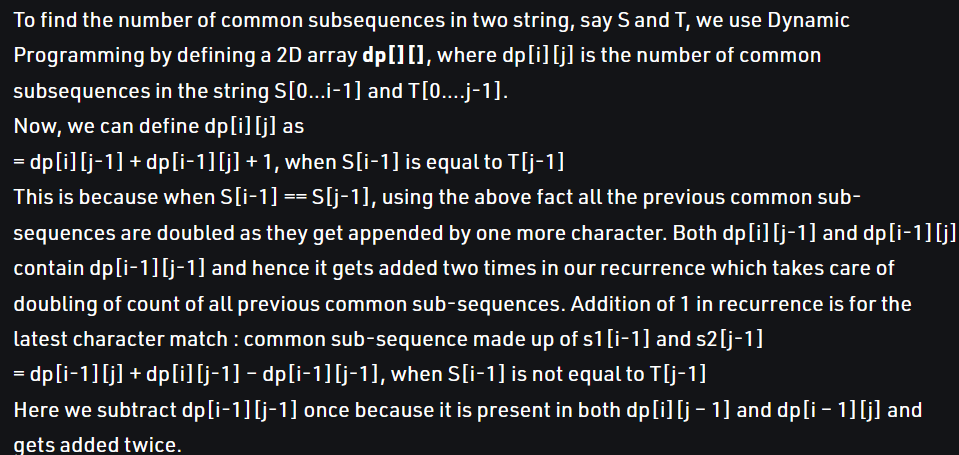 To find the number of common subsequences in two string, say S and T, we use Dynamic
Programming by defining a 2D array dp[][], where dp[i][j] is the number of common
subsequences in the string S[0…i-1] and T[0….j-1].
Now, we can define dp[i][j] as
= dp[i][j-1] + dp[i-1][j] + 1, when S[i-1] is equal to T[j-1]
This is because when S[i-1] == S[j-1], using the above fact all the previous common sub-
sequences are doubled as they get appended by one more character. Both dp[i][j-1] and dp[i-1][j]
contain dp[i-1][j-1] and hence it gets added two times in our recurrence which takes care of
doubling of count of all previous common sub-sequences. Addition of 1 in recurrence is for the
latest character match : common sub-sequence made up of s1[i-1] and s2[j-1]
= dp[i-1][j] + dp[i][j-1] – dp[i-1][j-1], when S[i-1] is not equal to T[j-1]
Here we subtract dp[i-1][j-1] once because it is present in both dp[i][j – 1] and dp[i – 1][j] and
gets added twice.